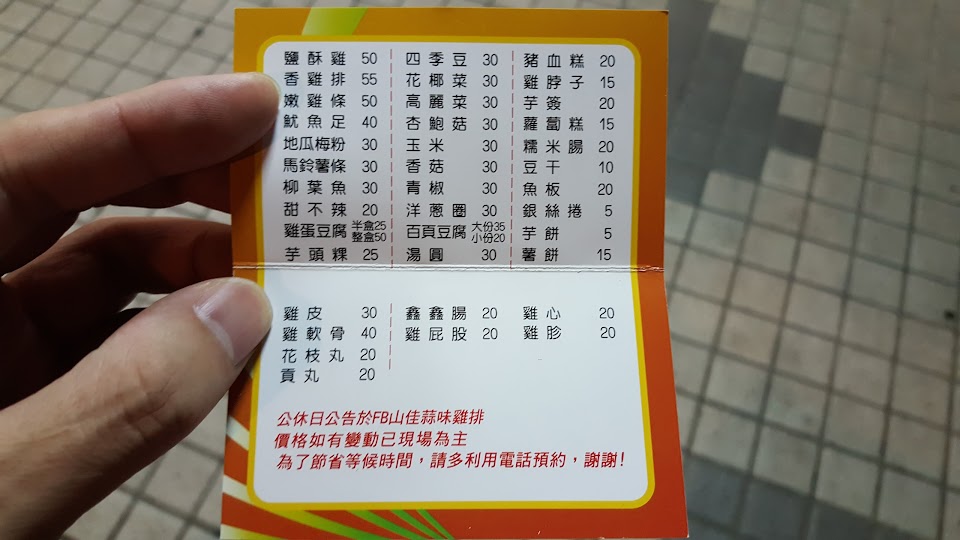 鹽酥雞 50 四季豆 30 豬血糕 20
香雞排 55 花椰菜 30 雞脖子 15
嫩雞條 50 高麗菜 30 芋簽 20
魷魚足 40 杏鮑菇 30 蘿蔔糕 15
地瓜梅粉 30 玉米 30 糯米腸 20
馬鈴薯條 30 香菇 30 豆干 10
柳葉魚 30 青椒 30 魚板 20
甜不辣 20 洋蔥圈 30 銀絲捲 5
雞蛋豆腐 半盒25 整盒50 百頁豆腐 大份35 小份20 芋餅 5
芋頭粿 25 湯圓 30 薯餅 15
雞皮 30 鑫鑫腸 20 雞心 20
雞軟骨 40 雞屁股 20 雞胗 20
花枝丸 20
貢丸 20
公休日公告於FB山佳蒜味雞排
價格如有變動已現場為主
為了節省等候時間，請多利用電話預約，謝謝!